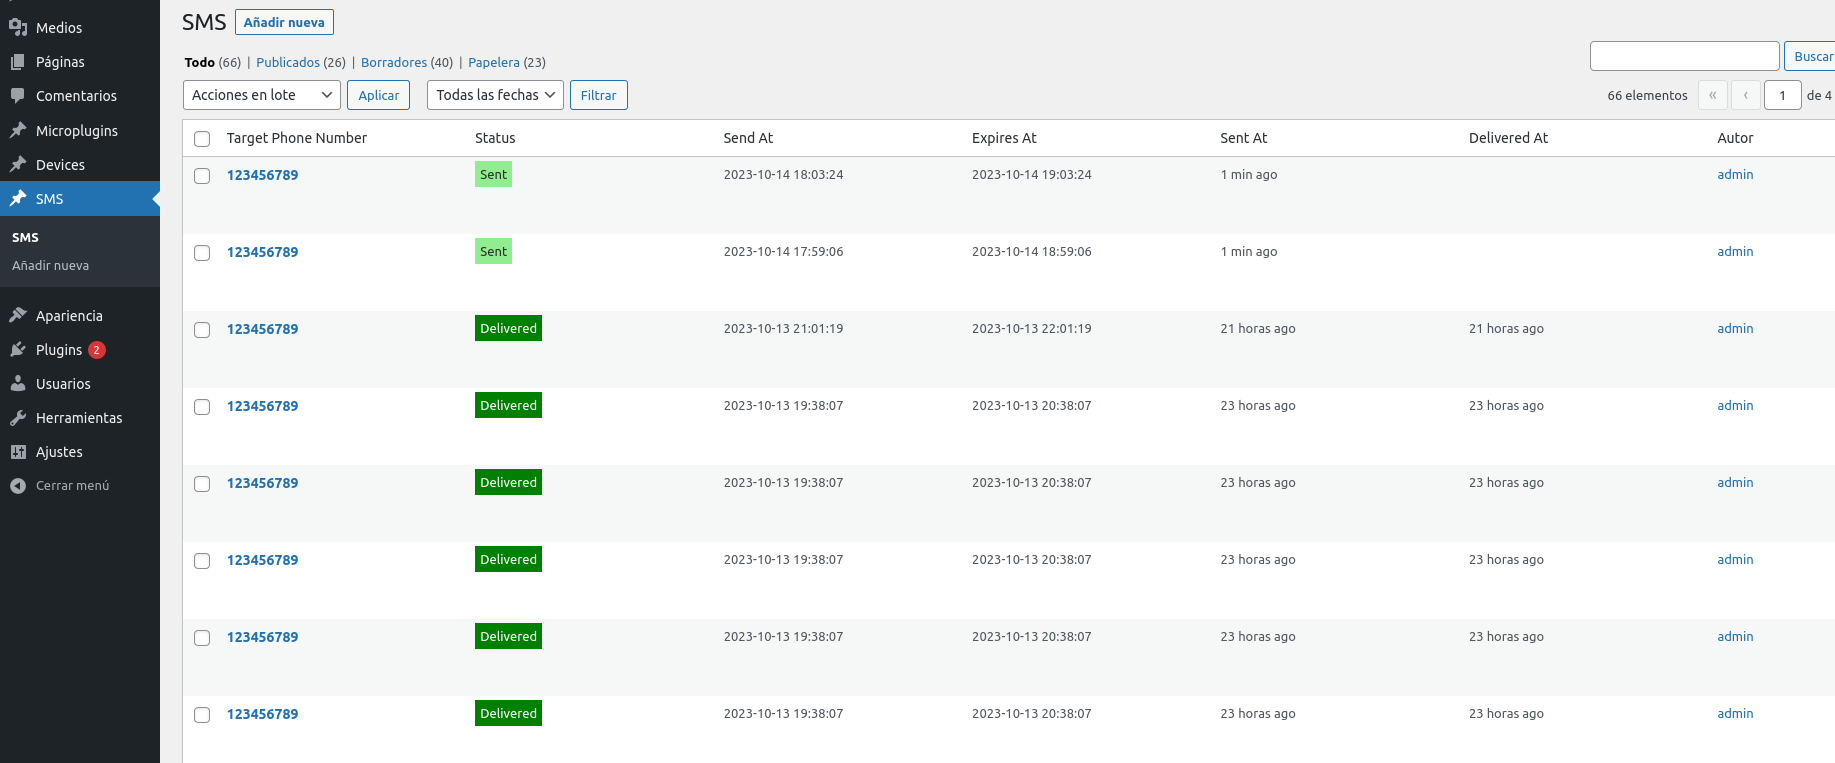 Medios
Páginas
Comentarios
Microplugins
Devices
SMS
SMS
Añadir nueva
Apariencia
Plugins 2
Usuarios
Herramientas
Ajustes
Cerrar menú
SMS Añadir nueva
Todo (66) | Publicados (26) | Borradores (40) | Papelera (23)
Buscar
Acciones en lote Aplicar Todas las fechas Filtrar
66 elementos « ‹ 1 de 4
Target Phone Number Status Send At Expires At Sent At Delivered At Autor
123456789 Sent 2023-10-14 18:03:24 2023-10-14 19:03:24 1 min ago admin
123456789 Sent 2023-10-14 17:59:06 2023-10-14 18:59:06 1 min ago admin
123456789 Delivered 2023-10-13 21:01:19 2023-10-13 22:01:19 21 horas ago 21 horas ago admin
123456789 Delivered 2023-10-13 19:38:07 2023-10-13 20:38:07 23 horas ago 23 horas ago admin
123456789 Delivered 2023-10-13 19:38:07 2023-10-13 20:38:07 23 horas ago 23 horas ago admin
123456789 Delivered 2023-10-13 19:38:07 2023-10-13 20:38:07 23 horas ago 23 horas ago admin
123456789 Delivered 2023-10-13 19:38:07 2023-10-13 20:38:07 23 horas ago 23 horas ago admin
123456789 Delivered 2023-10-13 19:38:07 2023-10-13 20:38:07 23 horas ago 23 horas ago admin